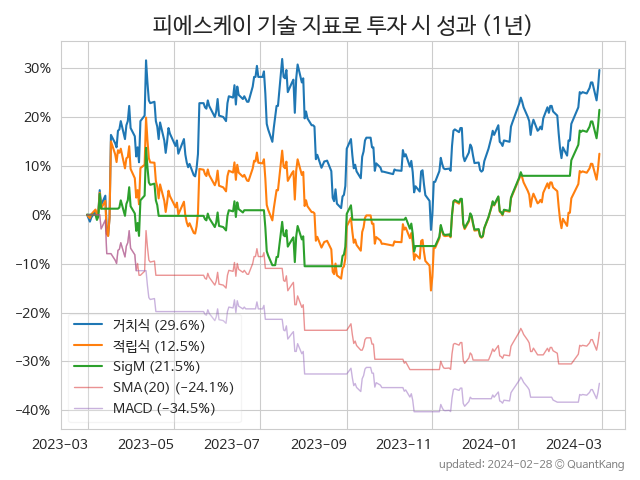 피에스케이 기술 지표로 투자 시 성과 (1년)
30%
20%
10%
0%
−10%
−20%
−30%
−40%
거치식 (29.6%)
적립식 (12.5%)
SigM (21.5%)
SMA(20) (−24.1%)
MACD (−34.5%)
2023-03
2023-05
2023-07
2023-09
2023-11
2024-01
2024-03
updated: 2024-02-28 © QuantKang